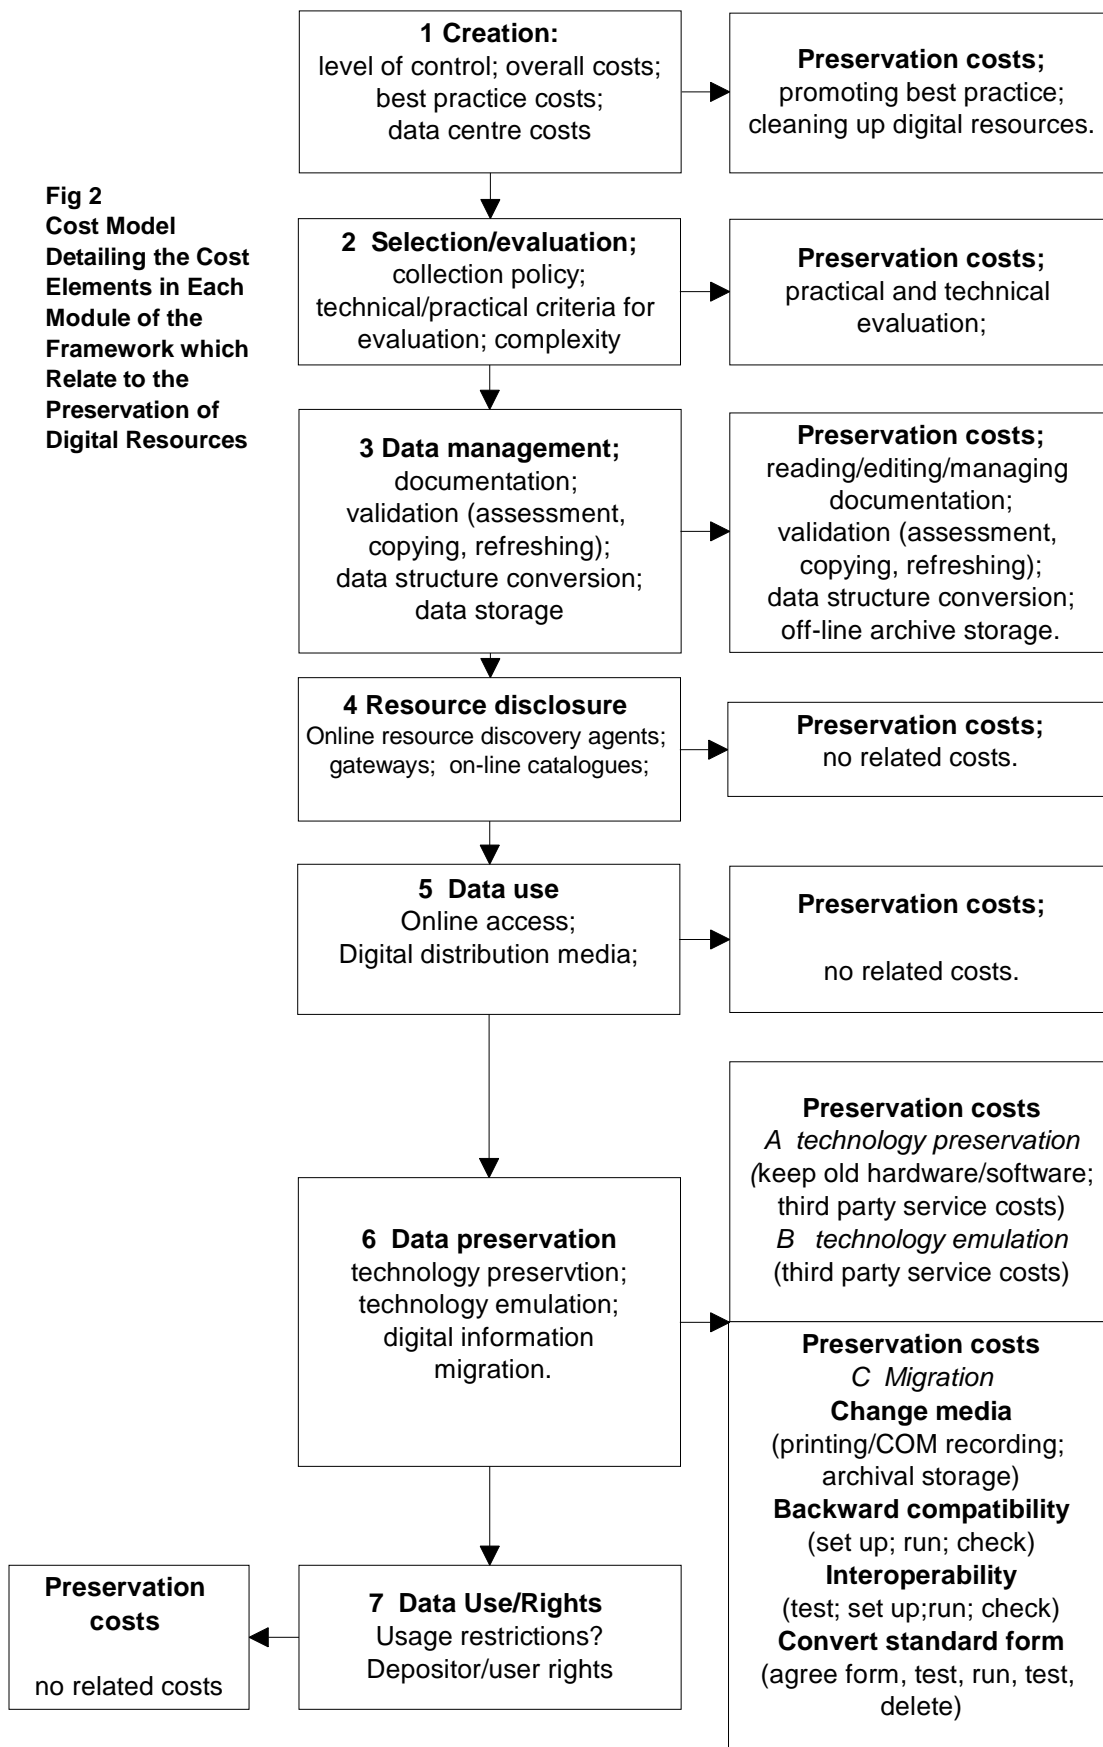 1 Creation:
level of control; overall costs;
best practice costs;
data centre costs
Preservation costs;
promoting best practice;
cleaning up digital resources.
Fig 2
Cost Model
Detailing the Cost
Elements in Each
Module of the
Framework which
Relate to the
Preservation of
Digital Resources
2 Selection/evaluation;
collection policy;
technical/practical criteria for
evaluation; complexity
Preservation costs;
practical and technical
evaluation;
3 Data management;
documentation;
validation (assessment,
copying, refreshing);
data structure conversion;
data storage
Preservation costs;
reading/editing/managing
documentation;
validation (assessment,
copying, refreshing);
data structure conversion;
off-line archive storage.
4 Resource disclosure
Online resource discovery agents;
gateways; on-line catalogues;
Preservation costs;
no related costs.
5 Data use
Online access;
Digital distribution media;
Preservation costs;
no related costs.
6 Data preservation
technology preservtion;
technology emulation;
digital information
migration.
Preservation costs
A technology preservation
(keep old hardware/software;
third party service costs)
B technology emulation
(third party service costs)
Preservation costs
C Migration
Change media
(printing/COM recording;
archival storage)
Backward compatibility
(set up; run; check)
Interoperability
(test; set up;run; check)
Convert standard form
(agree form, test, run, test,
delete)
7 Data Use/Rights
Usage restrictions?
Depositor/user rights
Preservation
costs
no related costs